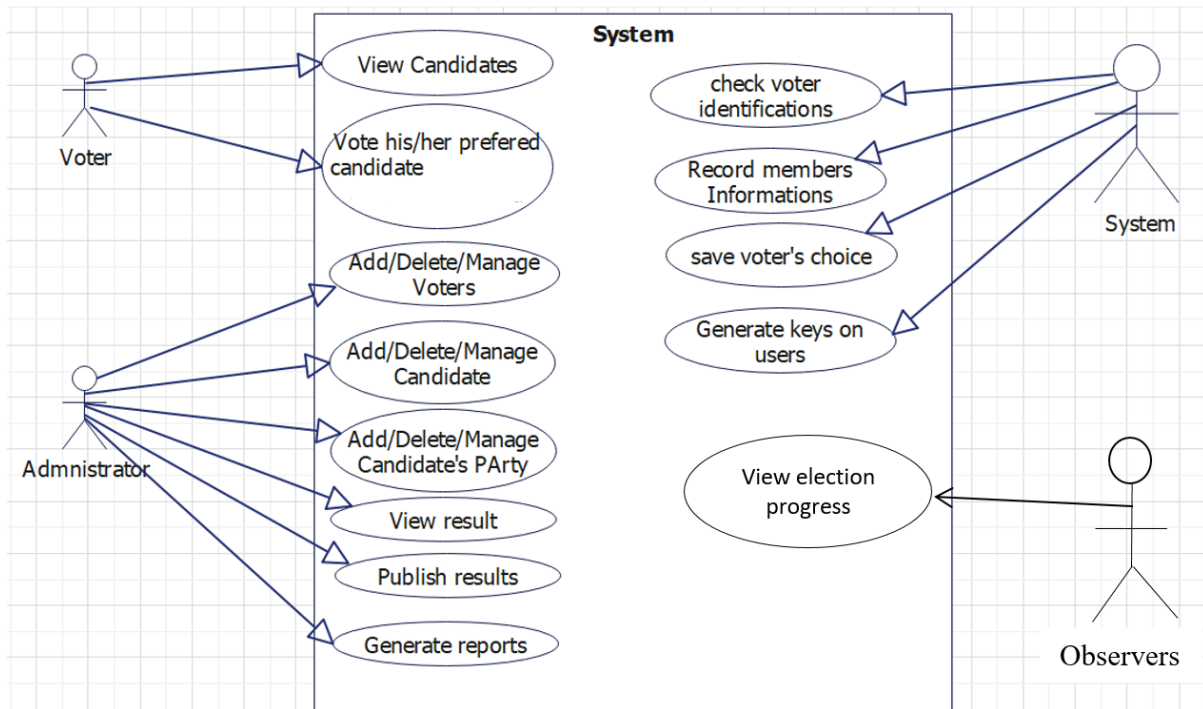 System
View Candidates
Vote his/her prefered
candidate
Voter
check voter
identifications
Record members
Informations
System
save voter's choice
Add/Delete/Manage
Voters
Generate keys on
users
Add/Delete/Manage
Candidate
Add/Delete/Manage
Candidate's PArty
Admnistrator
View result
Publish results
Generate reports
View election
progress
Observers